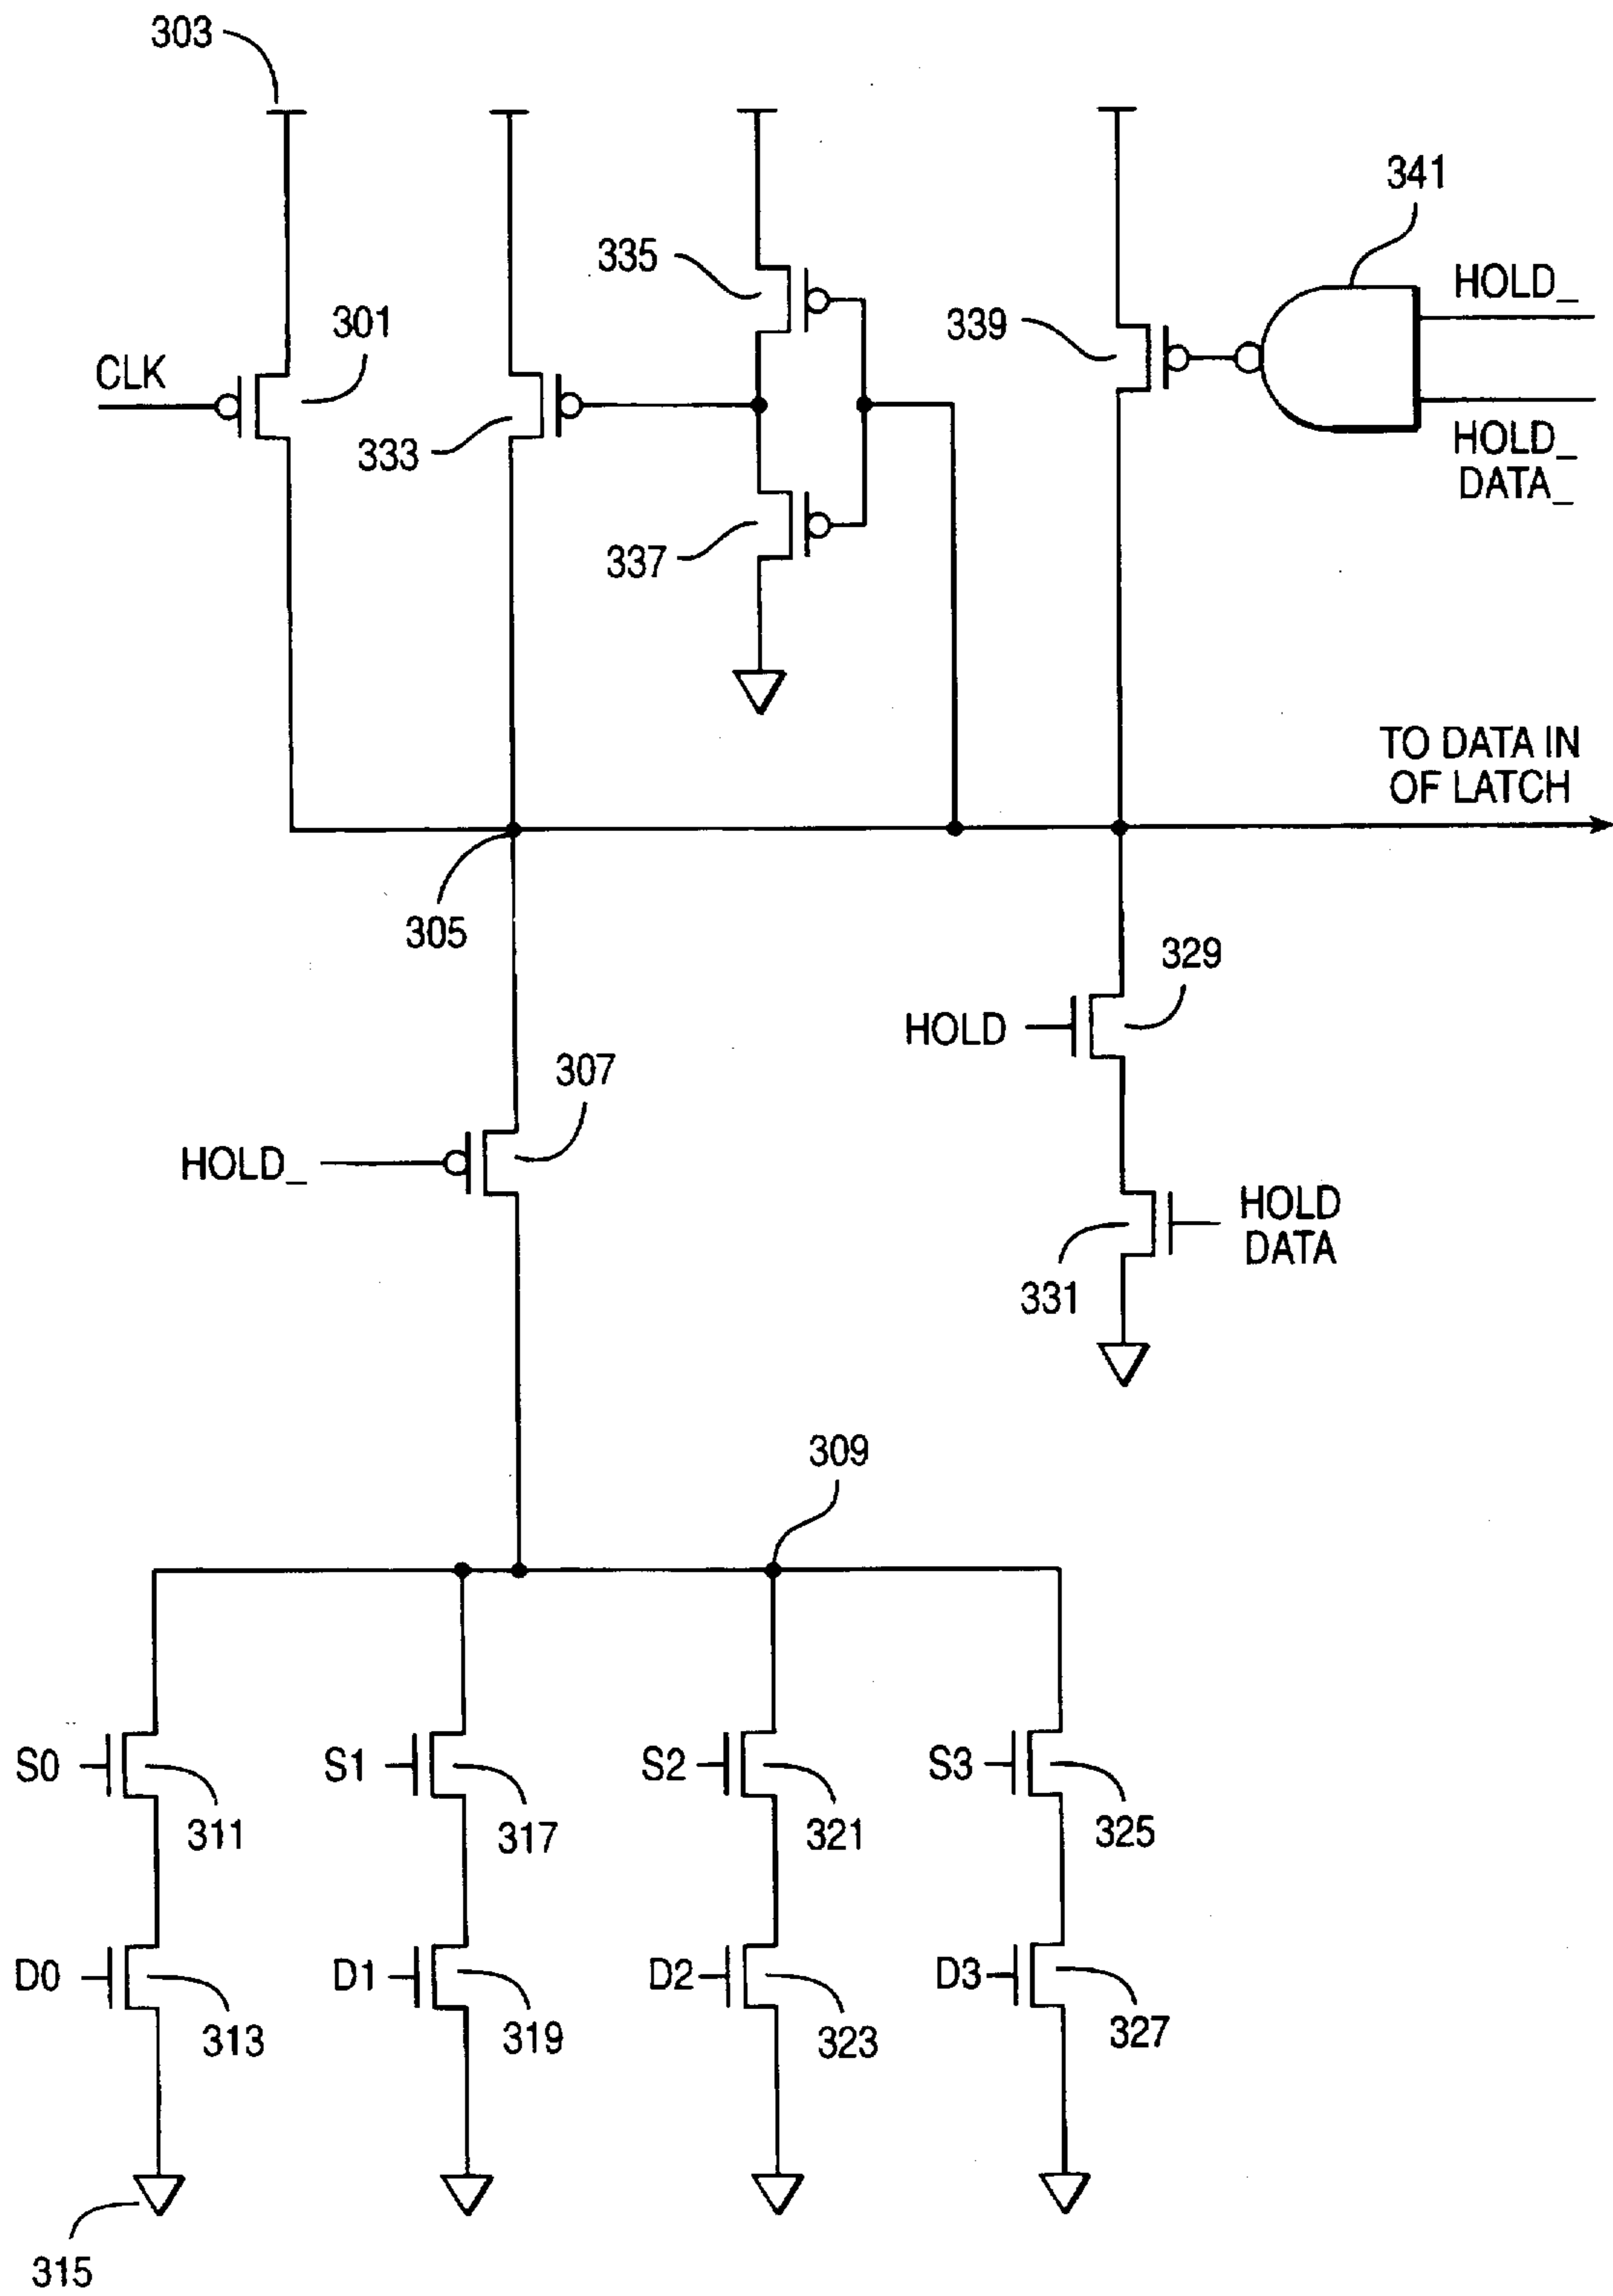 303
341
335
HOLD_
301
339
CLK
333
HOLD_
DATA_
337
TO DATA IN
OF LATCH
305
329
HOLD
307
HOLD_
HOLD
DATA
331
309
S0
S1
S2
S3
311
317
321
325
D0
D1
D2
D3
313
319
323
327
315